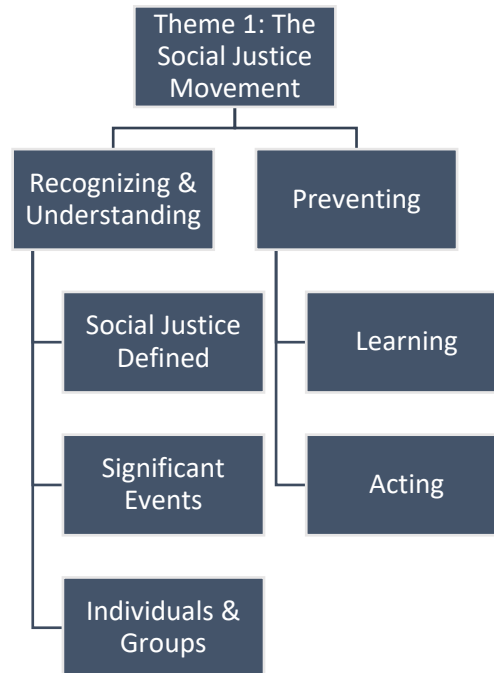 Theme 1: The
Social Justice
Movement
Recognizing &
Understanding
Social Justice
Defined
Significant
Events
Individuals &
Groups
Preventing
Learning
Acting